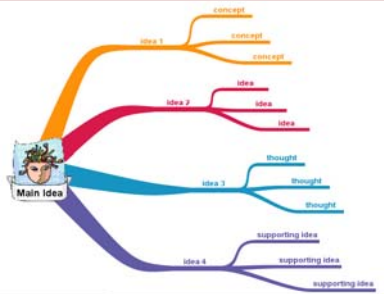 Main Idea
idea 1
concept
concept
concept
idea 2
idea
idea
idea
idea 3
thought
thought
thought
idea 4
supporting idea
supporting idea
supporting idea